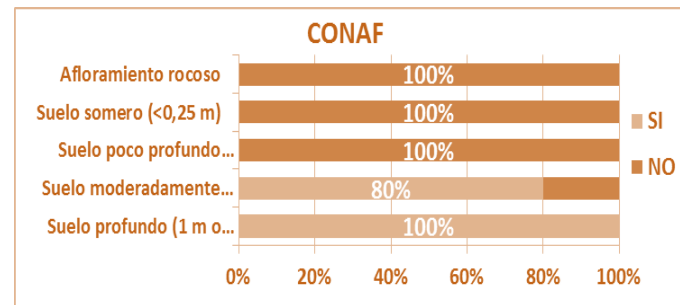 CONAF
Afloramiento rocoso
100%
Suelo somero (<0,25 m)
100%
SI
Suelo poco profundo...
100%
NO
Suelo moderadamente...
80%
Suelo profundo (1 m o...
100%
0% 20% 40% 60% 80% 100%